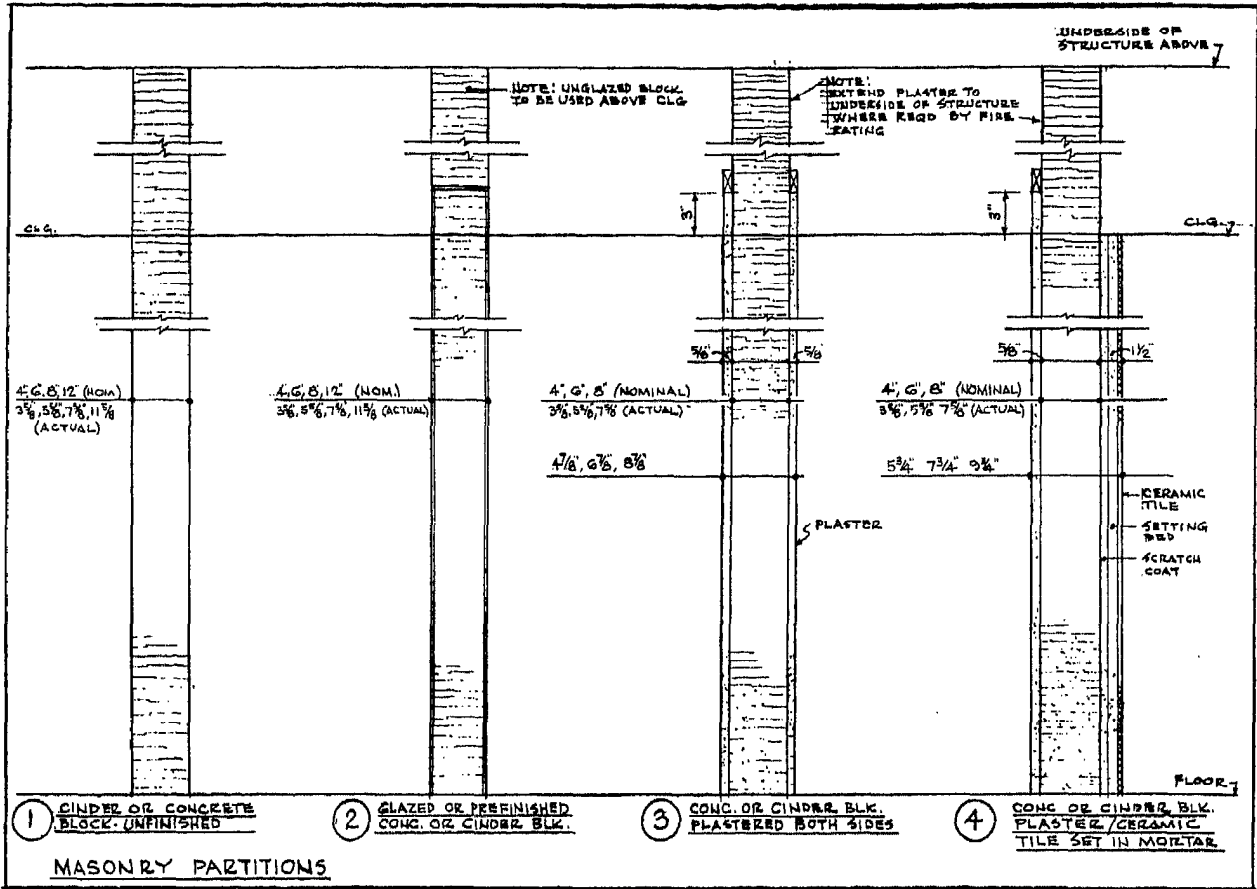 UNDERSIDE OF
STRUCTURE ABOVE
NOTE: UNGLAZED BLOCK
TO BE USED ABOVE CLG
NOTE:
EXTEND PLASTER TO
UNDERSIDE OF STRUCTURE
WHERE REQD BY FIRE
RATING
3"
3"
CLG.
CLG.
5/8"
5/8
5/8"
1 1/2"
4", 6", 8", 12" (NOM)
3 5/8, 5 5/8", 7 5/8", 11 5/8
(ACTUAL)
4, 6, 8, 12" (NOM.)
3 5/8, 5 5/8, 7 5/8, 11 5/8 (ACTUAL)
4", 6", 8" (NOMINAL)
3 5/8, 5 5/8, 7 5/8" (ACTUAL)
4", 6", 8" (NOMINAL)
3 5/8", 5 5/8" 7 5/8" (ACTUAL)
4 7/8", 6 7/8", 8 7/8"
5 3/4" 7 3/4" 9 3/4"
PLASTER
CERAMIC
TILE
SETTING
BED
SCRATCH
COAT
FLOOR
1 CINDER OR CONCRETE
BLOCK-UNFINISHED
2 GLAZED OR PREFINISHED
CONC. OR CINDER BLK.
3 CONC. OR CINDER BLK.
PLASTERED BOTH SIDES
4 CONC OR CINDER BLK.
PLASTER/CERAMIC
TILE SET IN MORTAR
MASONRY PARTITIONS